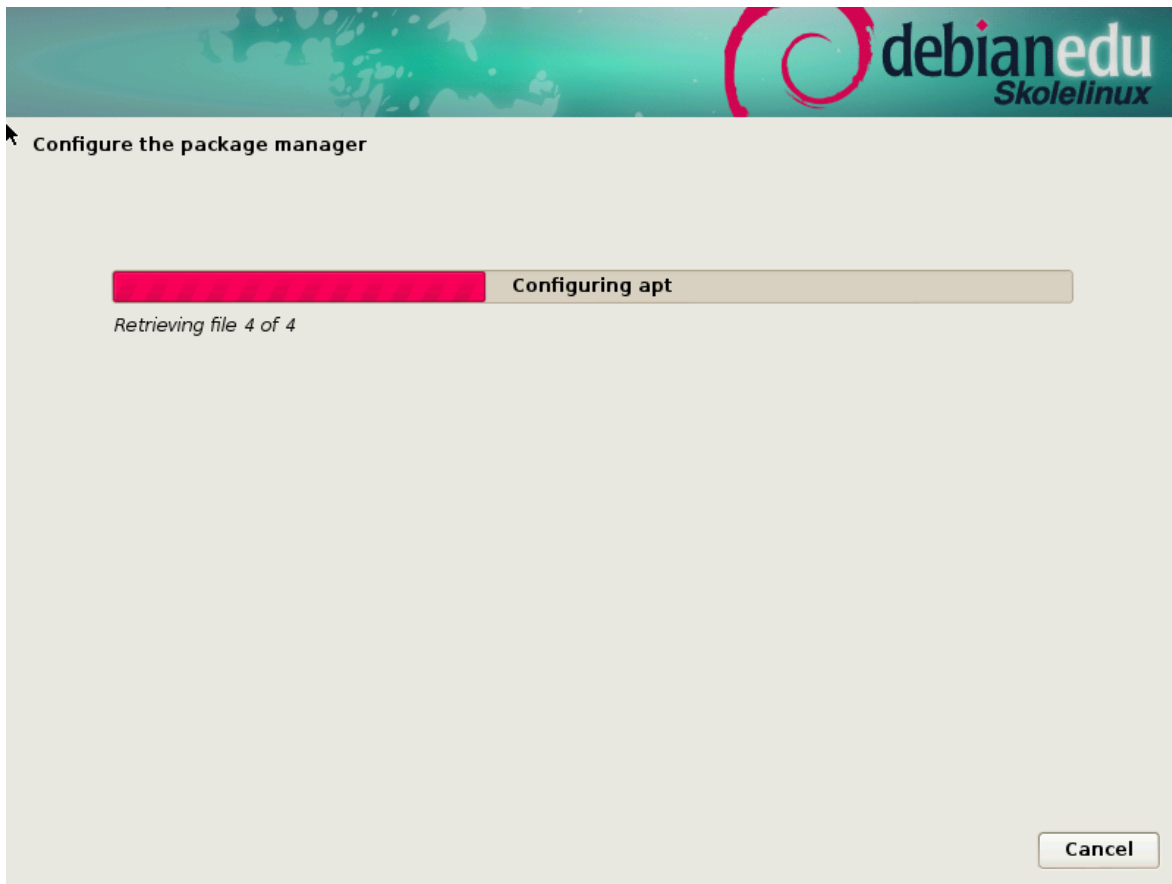 debianedu
Skolelinux
Configure the package manager
Configuring apt
Retrieving file 4 of 4
Cancel